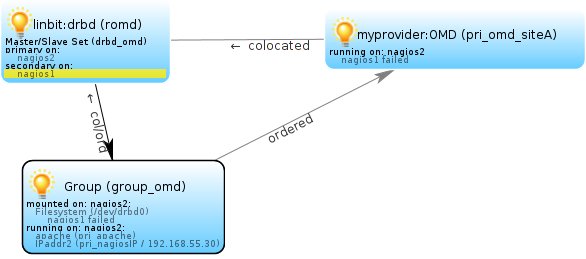 linbit:drbd (romd)
Master/Slave Set (drbd_omd)
primary on:
nagios2
secondary on:
nagios1
← colocated
myprovider:OMD (pri_omd_siteA)
running on: nagios2
nagios1 failed
← col/ord
ordered
Group (group_omd)
mounted on: nagios2:
Filesystem (/dev/drbd0)
nagios1 failed
running on: nagios2:
apache (pri_apache)
IPaddr2 (pri_nagiosIP / 192.168.55.30)